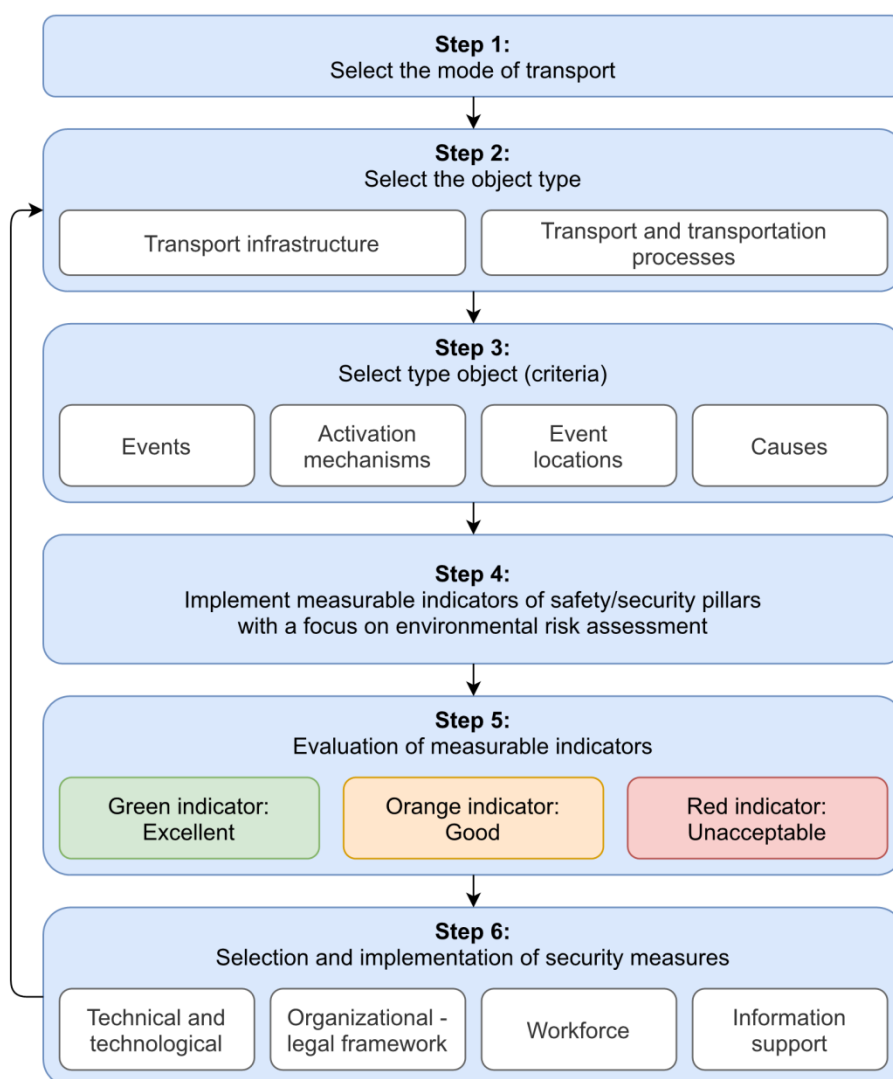 Step 1:
Select the mode of transport
Step 2:
Select the object type
Transport infrastructure
Transport and transportation
processes
Step 3:
Select type object (criteria)
Events
Activation
mechanisms
Event
locations
Causes
Step 4:
Implement measurable indicators of safety/security pillars
with a focus on environmental risk assessment
Step 5:
Evaluation of measurable indicators
Green indicator:
Excellent
Orange indicator:
Good
Red indicator:
Unacceptable
Step 6:
Selection and implementation of security measures
Technical and
technological
Organizational -
legal framework
Workforce
Information
support